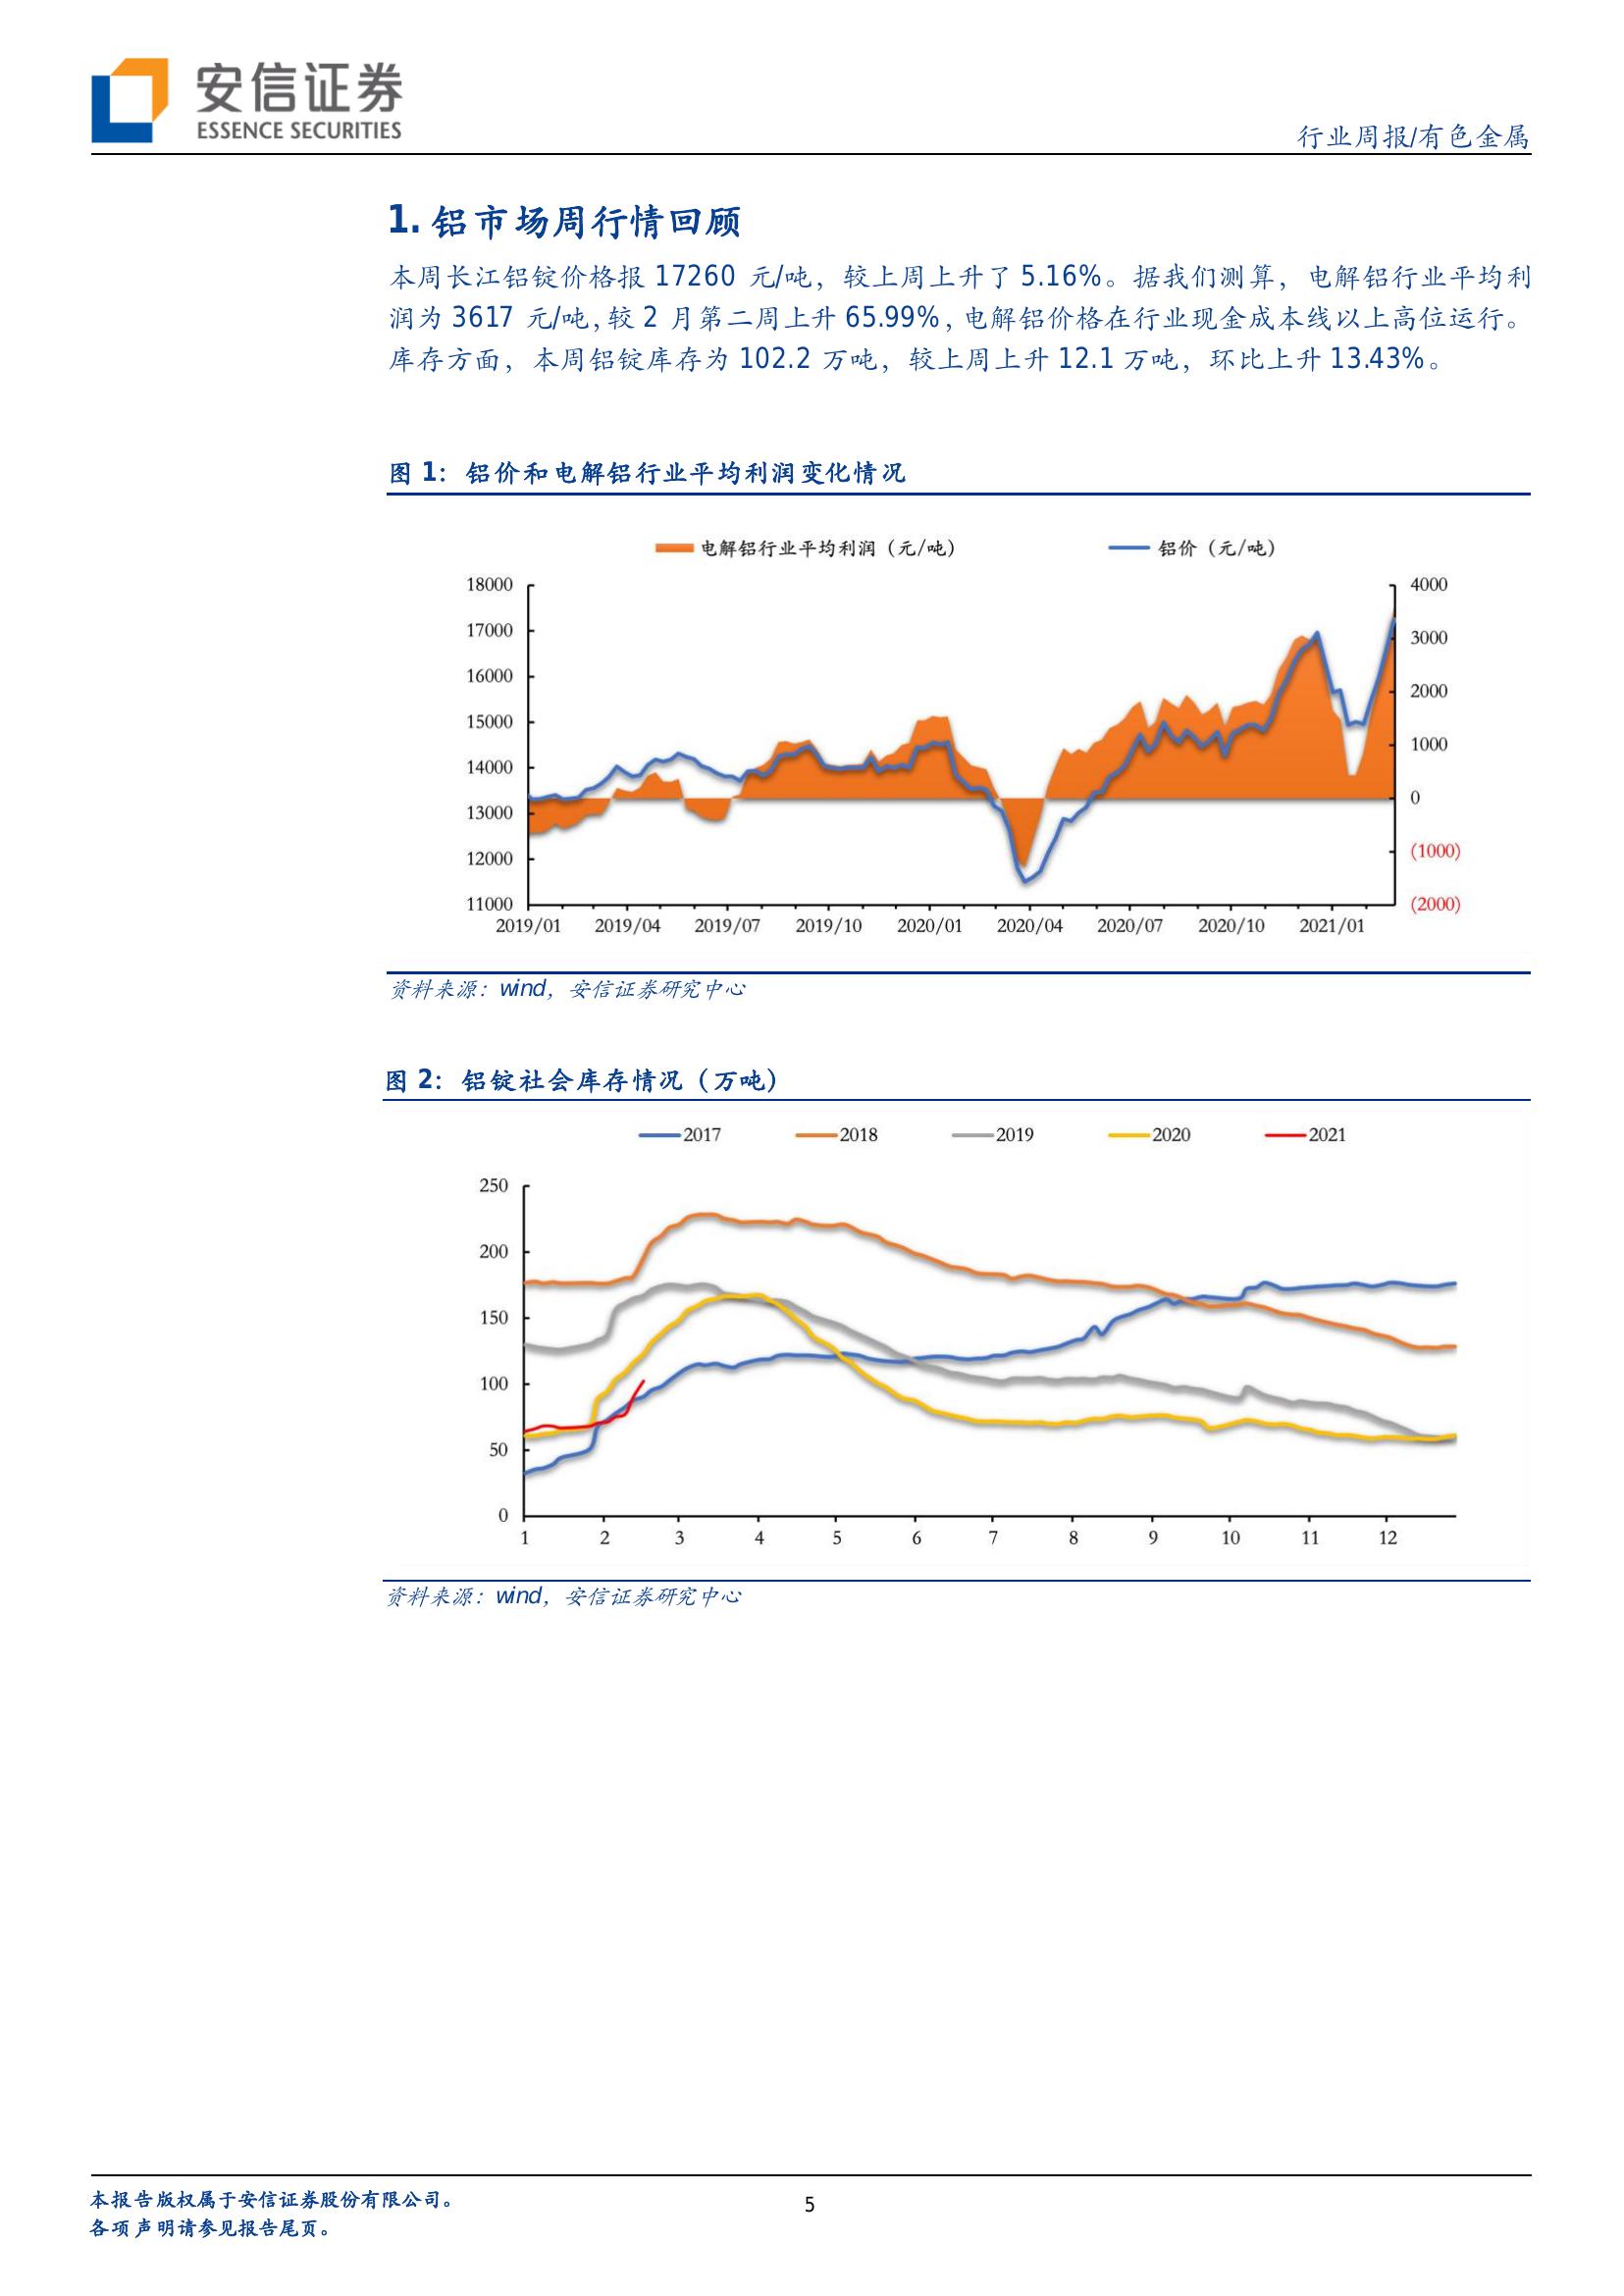 安信证券
ESSENCE SECURITIES
行业周报/有色金属
1. 铝市场周行情回顾
本周长江铝锭价格报 17260 元/吨，较上周上升了 5.16%。据我们测算，电解铝行业平均利
润为 3617 元/吨，较 2 月第二周上升 65.99%，电解铝价格在行业现金成本线以上高位运行。
库存方面，本周铝锭库存为 102.2 万吨，较上周上升 12.1 万吨，环比上升 13.43%。
图 1：铝价和电解铝行业平均利润变化情况
电解铝行业平均利润（元/吨） 铝价（元/吨）
18000 4000
17000 3000
16000 2000
15000 1000
14000 0
13000 (1000)
12000 (2000)
11000
2019/01 2019/04 2019/07 2019/10 2020/01 2020/04 2020/07 2020/10 2021/01
资料来源：wind，安信证券研究中心
图 2：铝锭社会库存情况（万吨）
2017 2018 2019 2020 2021
250
200
150
100
50
0
1 2 3 4 5 6 7 8 9 10 11 12
资料来源：wind，安信证券研究中心
本报告版权属于安信证券股份有限公司。
各项声明请参见报告尾页。
5